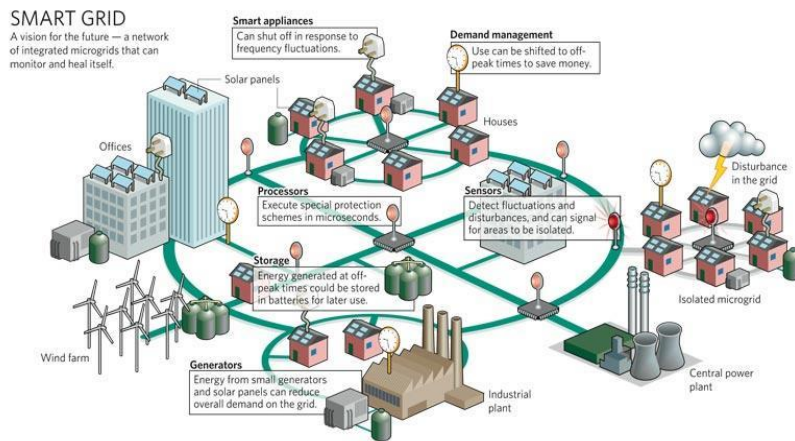 SMART GRID
A vision for the future — a network
of integrated microgrids that can
monitor and heal itself.
Smart appliances
Can shut off in response to
frequency fluctuations.
Demand management
Use can be shifted to off-
peak times to save money.
Solar panels
Houses
Offices
Disturbance
in the grid
Processors
Execute special protection
schemes in microseconds.
Sensors
Detect fluctuations and
disturbances, and can signal
for areas to be isolated.
Storage
Energy generated at off-
peak times could be stored
in batteries for later use.
Isolated microgrid
Wind farm
Generators
Energy from small generators
and solar panels can reduce
overall demand on the grid.
Industrial
plant
Central power
plant